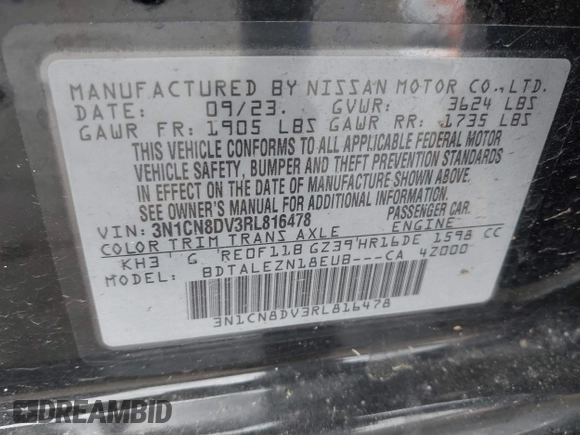 MANUFACTURED BY NISSAN MOTOR CO., LTD.
DATE: 09/23. GVWR: 3624 LBS
GAWR FR: 1905 LBS GAWR RR: 1735 LBS
THIS VEHICLE CONFORMS TO ALL APPLICABLE FEDERAL MOTOR
VEHICLE SAFETY, BUMPER AND THEFT PREVENTION STANDARDS
IN EFFECT ON THE DATE OF MANUFACTURE SHOWN ABOVE.
SEE OWNER'S MANUAL FOR ADDITIONAL INFORMATION.
VIN: 3N1CN8DV3RL816478 PASSENGER CAR.
COLOR TRIM TRANS AXLE ENGINE
KH3 G RE0F11B GZ39 HR16DE 1598 CC
MODEL: BDTALEZN18EUB---CA 4Z000
3N1CN8DV3RL816478
DREAMBID